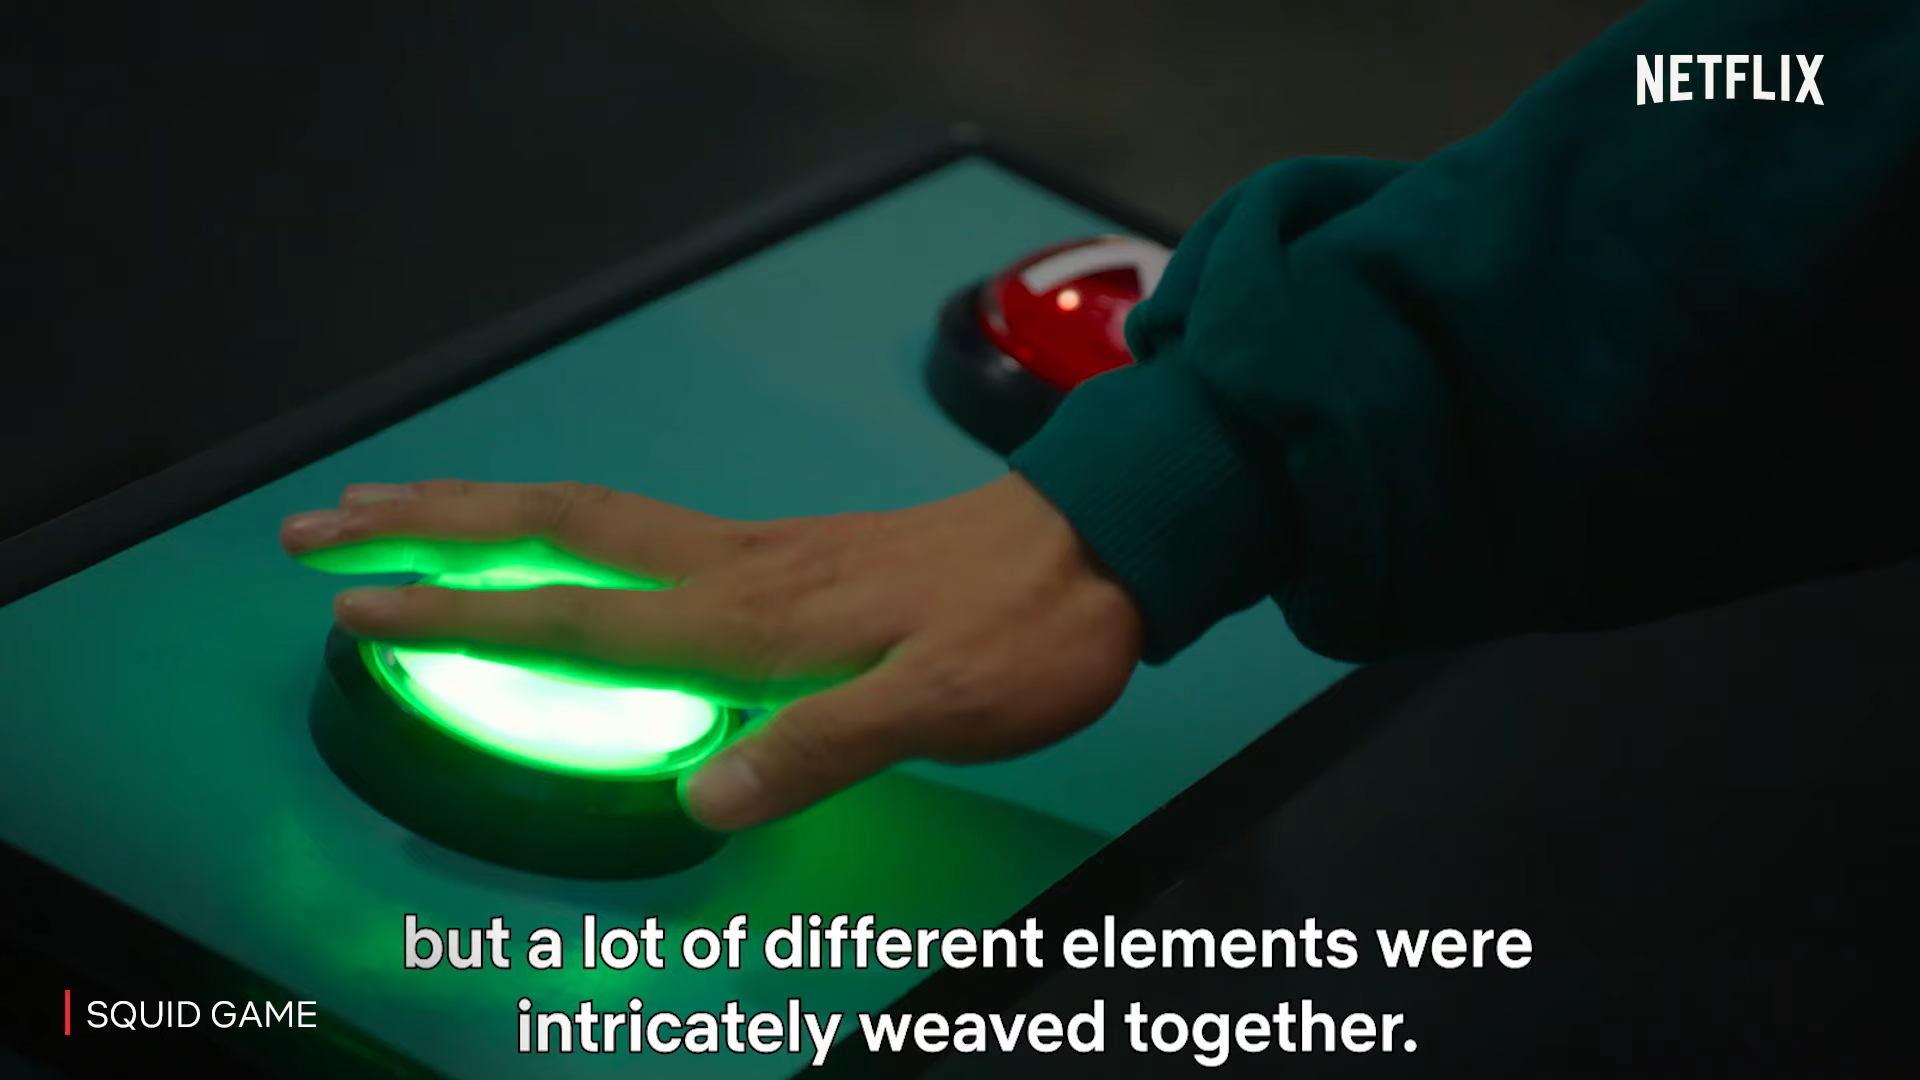 NETFLIX
but a lot of different elements were
intricately weaved together.
SQUID GAME